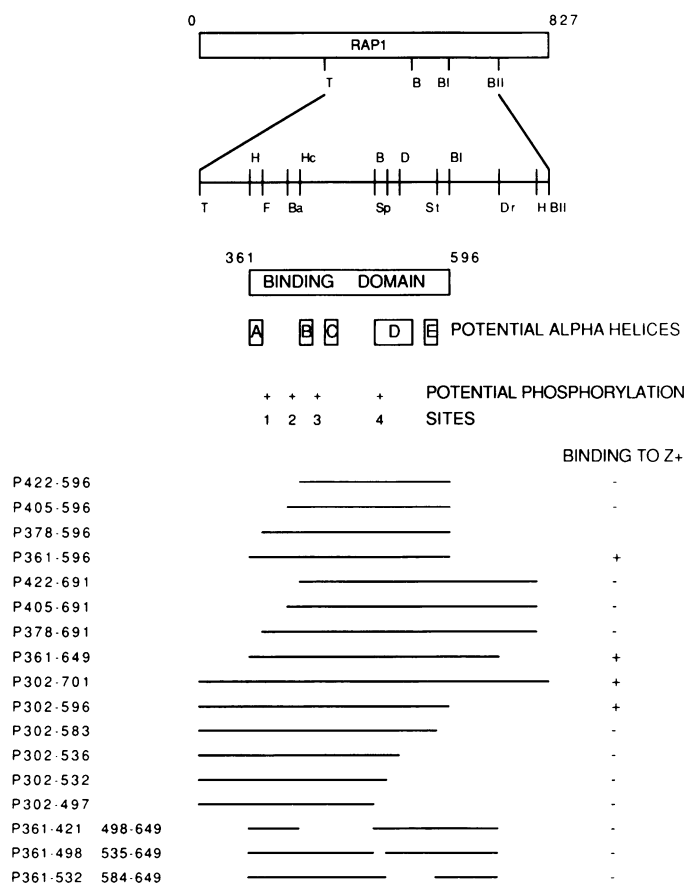 0 827
RAP1
T B BI BII
H Hc B D BI
T F Ba Sp St Dr H BII
361 596
BINDING DOMAIN
A B C D E POTENTIAL ALPHA HELICES
+ + + + POTENTIAL PHOSPHORYLATION
1 2 3 4 SITES
BINDING TO Z+
P422-596 -
P405-596 -
P378-596
P361-596 +
P422-691 -
P405-691 -
P378-691 -
P361-649 +
P302-701 +
P302-596 +
P302-583 -
P302-536 -
P302-532 -
P302-497 -
P361-421 498-649 -
P361-498 535-649 -
P361-532 584-649 -